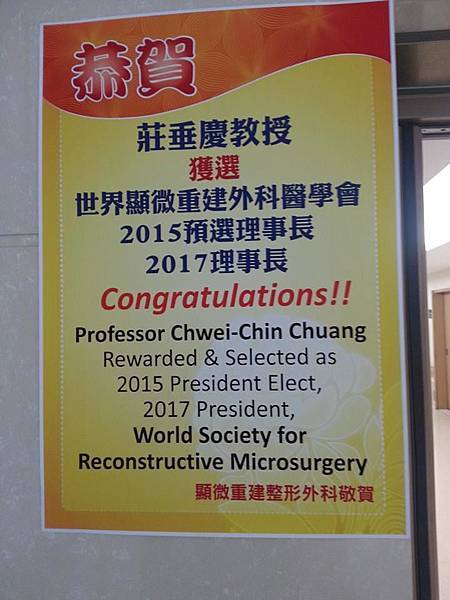 恭賀
莊垂慶教授
獲選
世界顯微重建外科醫學會
2015預選理事長
2017理事長
Congratulations!!
Professor Chwei-Chin Chuang
Rewarded & Selected as
2015 President Elect,
2017 President,
World Society for
Reconstructive Microsurgery
顯微重建整形外科敬賀